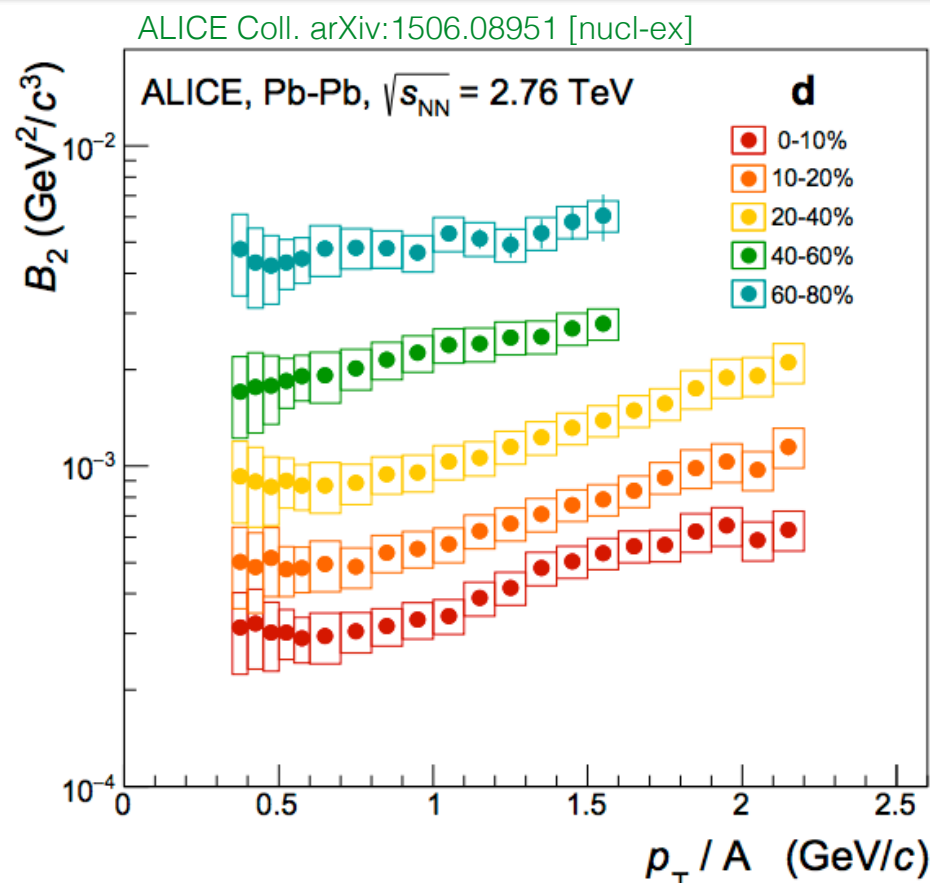 ALICE Coll. arXiv:1506.08951 [nucl-ex]
B₂ (GeV²/c³)
ALICE, Pb-Pb, √s_NN = 2.76 TeV
d
0-10%
10-20%
20-40%
40-60%
60-80%
10⁻²
10⁻³
10⁻⁴
0 0.5 1 1.5 2 2.5
p_T / A (GeV/c)